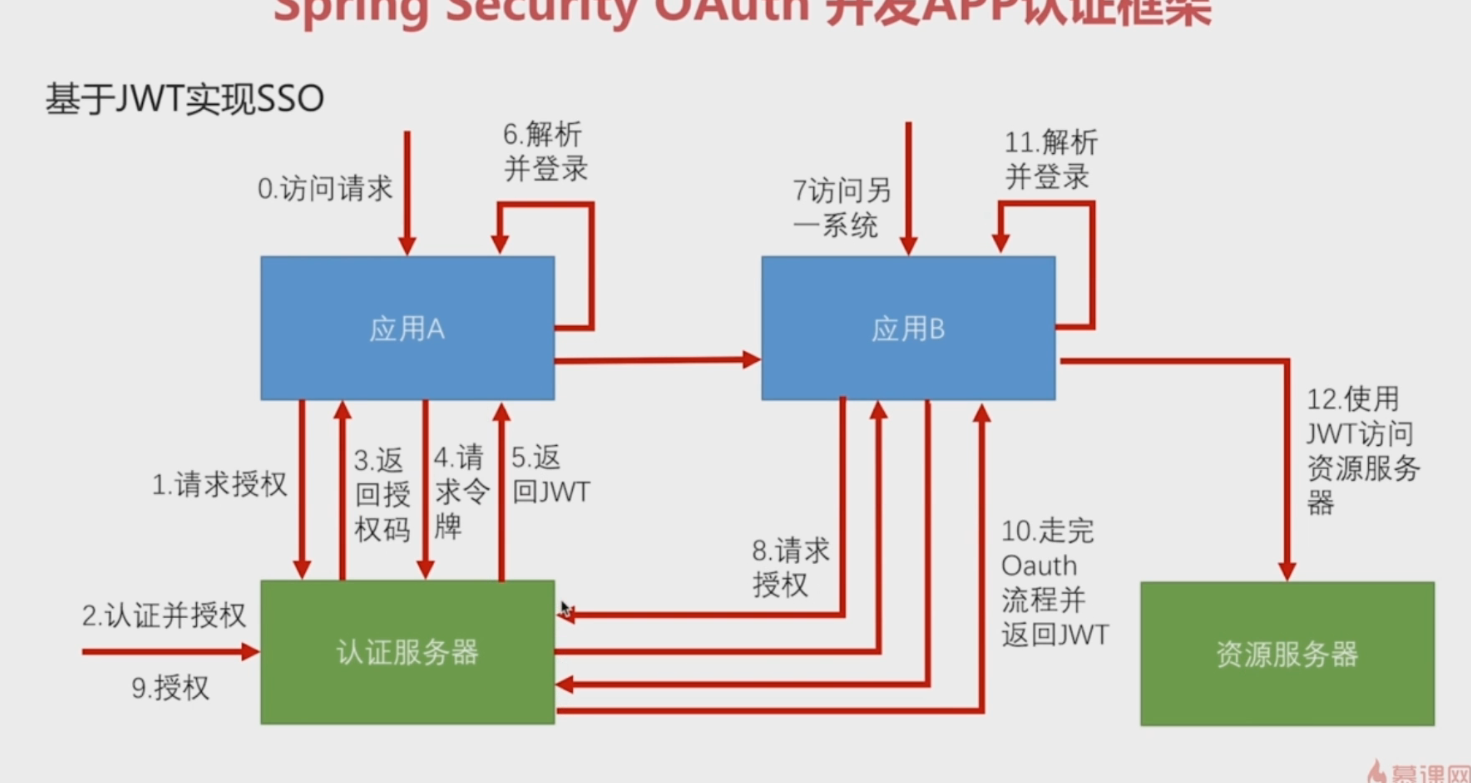 Spring Security OAuth 开发APP认证框架
基于JWT实现SSO
0.访问请求
6.解析
并登录
7访问另
一系统
11.解析
并登录
应用A
应用B
1.请求授权
3.返
回授
权码
4.请
求令
牌
5.返
回JWT
8.请求
授权
10.走完
Oauth
流程并
返回JWT
12.使用
JWT访问
资源服务
器
2.认证并授权
9.授权
认证服务器
资源服务器
慕课网